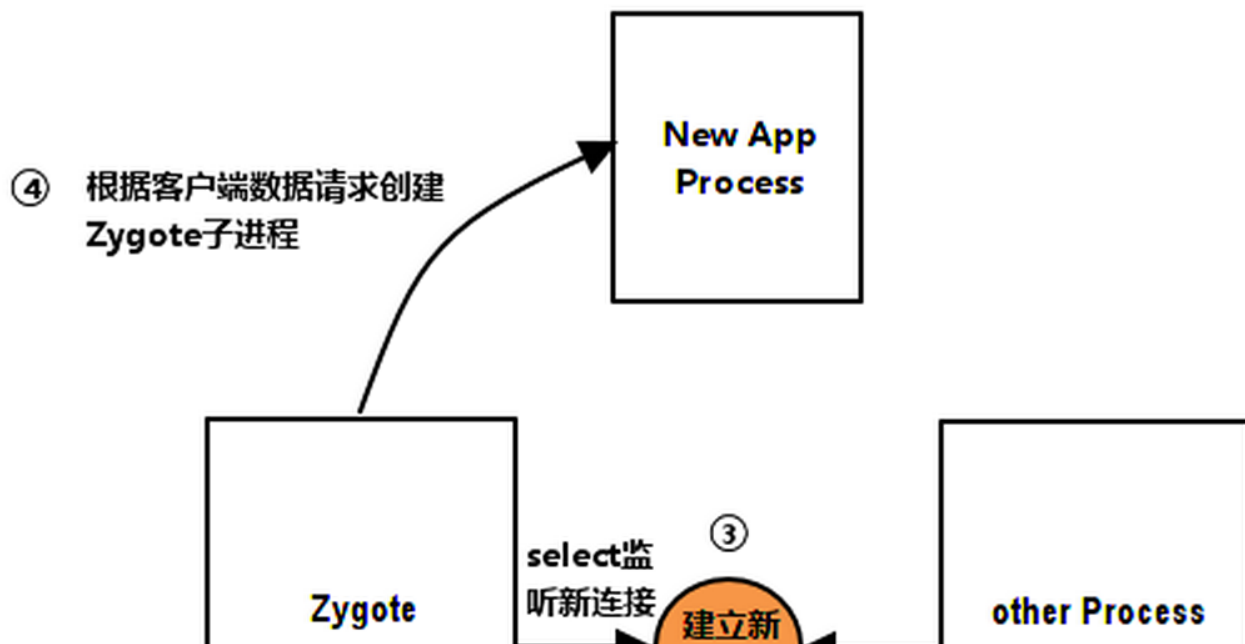 New App
Process
④ 根据客户端数据请求创建
Zygote子进程
③
select监
听新连接
建立新
Zygote
other Process